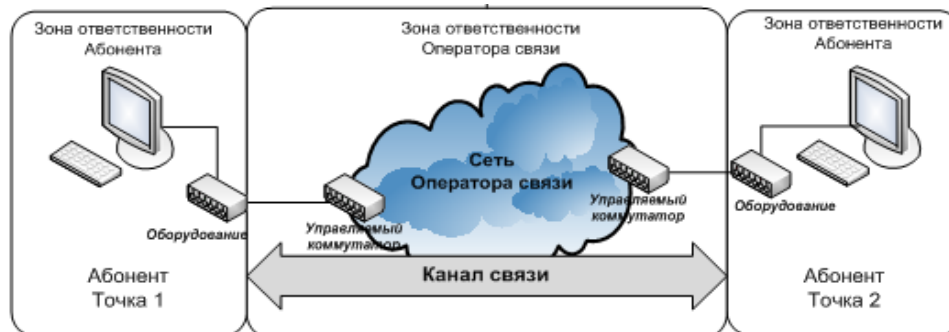 Зона ответственности
Абонента
Зона ответственности
Оператора связи
Зона ответственности
Абонента
Сеть
Оператора связи
Управляемый
коммутатор
Оборудование
Управляемый
коммутатор
Оборудование
Канал связи
Абонент
Точка 1
Абонент
Точка 2